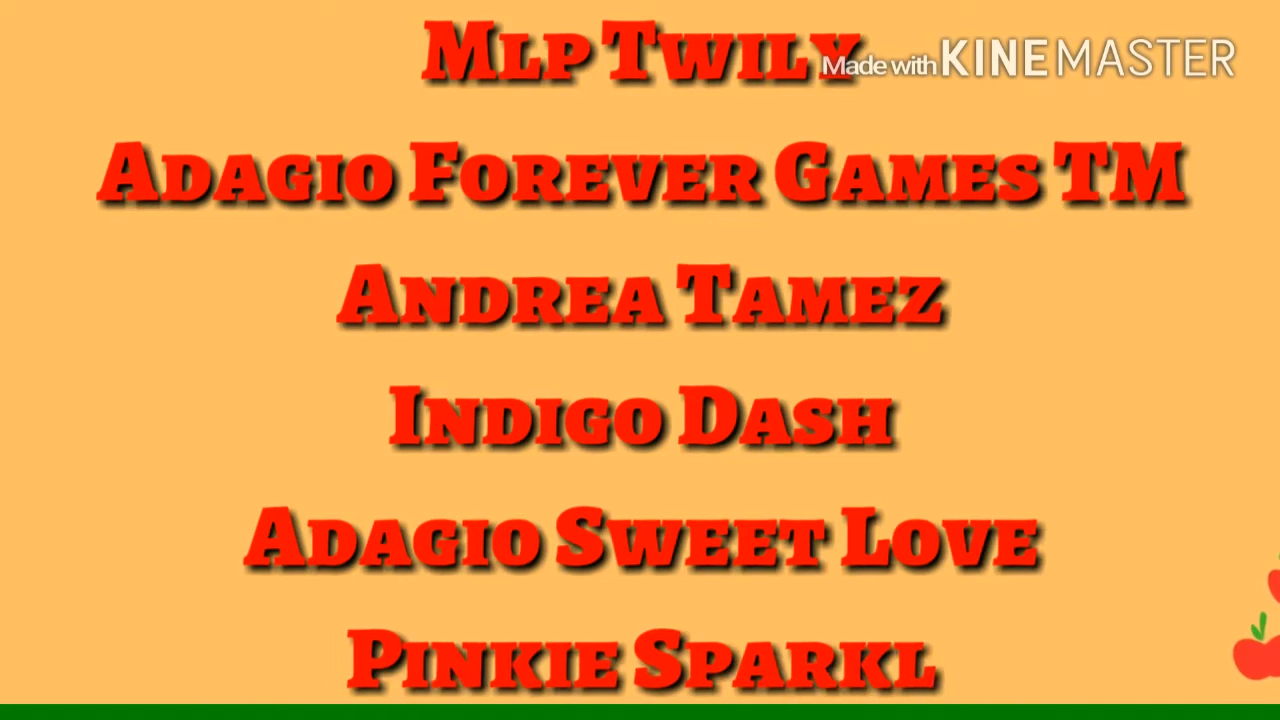 Mlp Twily
Made with KINEMASTER
Adagio Forever Games TM
Andrea Tamez
Indigo Dash
Adagio Sweet Love
Pinkie Sparkl